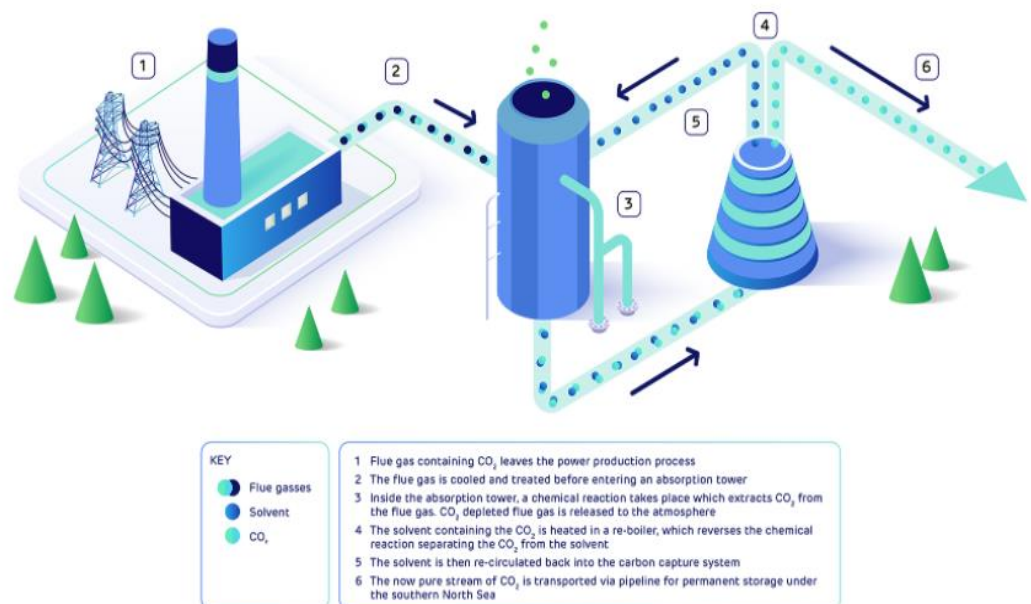 1
2
3
4
5
6
KEY
Flue gasses
Solvent
CO₂
1 Flue gas containing CO₂ leaves the power production process
2 The flue gas is cooled and treated before entering an absorption tower
3 Inside the absorption tower, a chemical reaction takes place which extracts CO₂ from
the flue gas. CO₂ depleted flue gas is released to the atmosphere
4 The solvent containing the CO₂ is heated in a re-boiler, which reverses the chemical
reaction separating the CO₂ from the solvent
5 The solvent is then re-circulated back into the carbon capture system
6 The now pure stream of CO₂ is transported via pipeline for permanent storage under
the southern North Sea